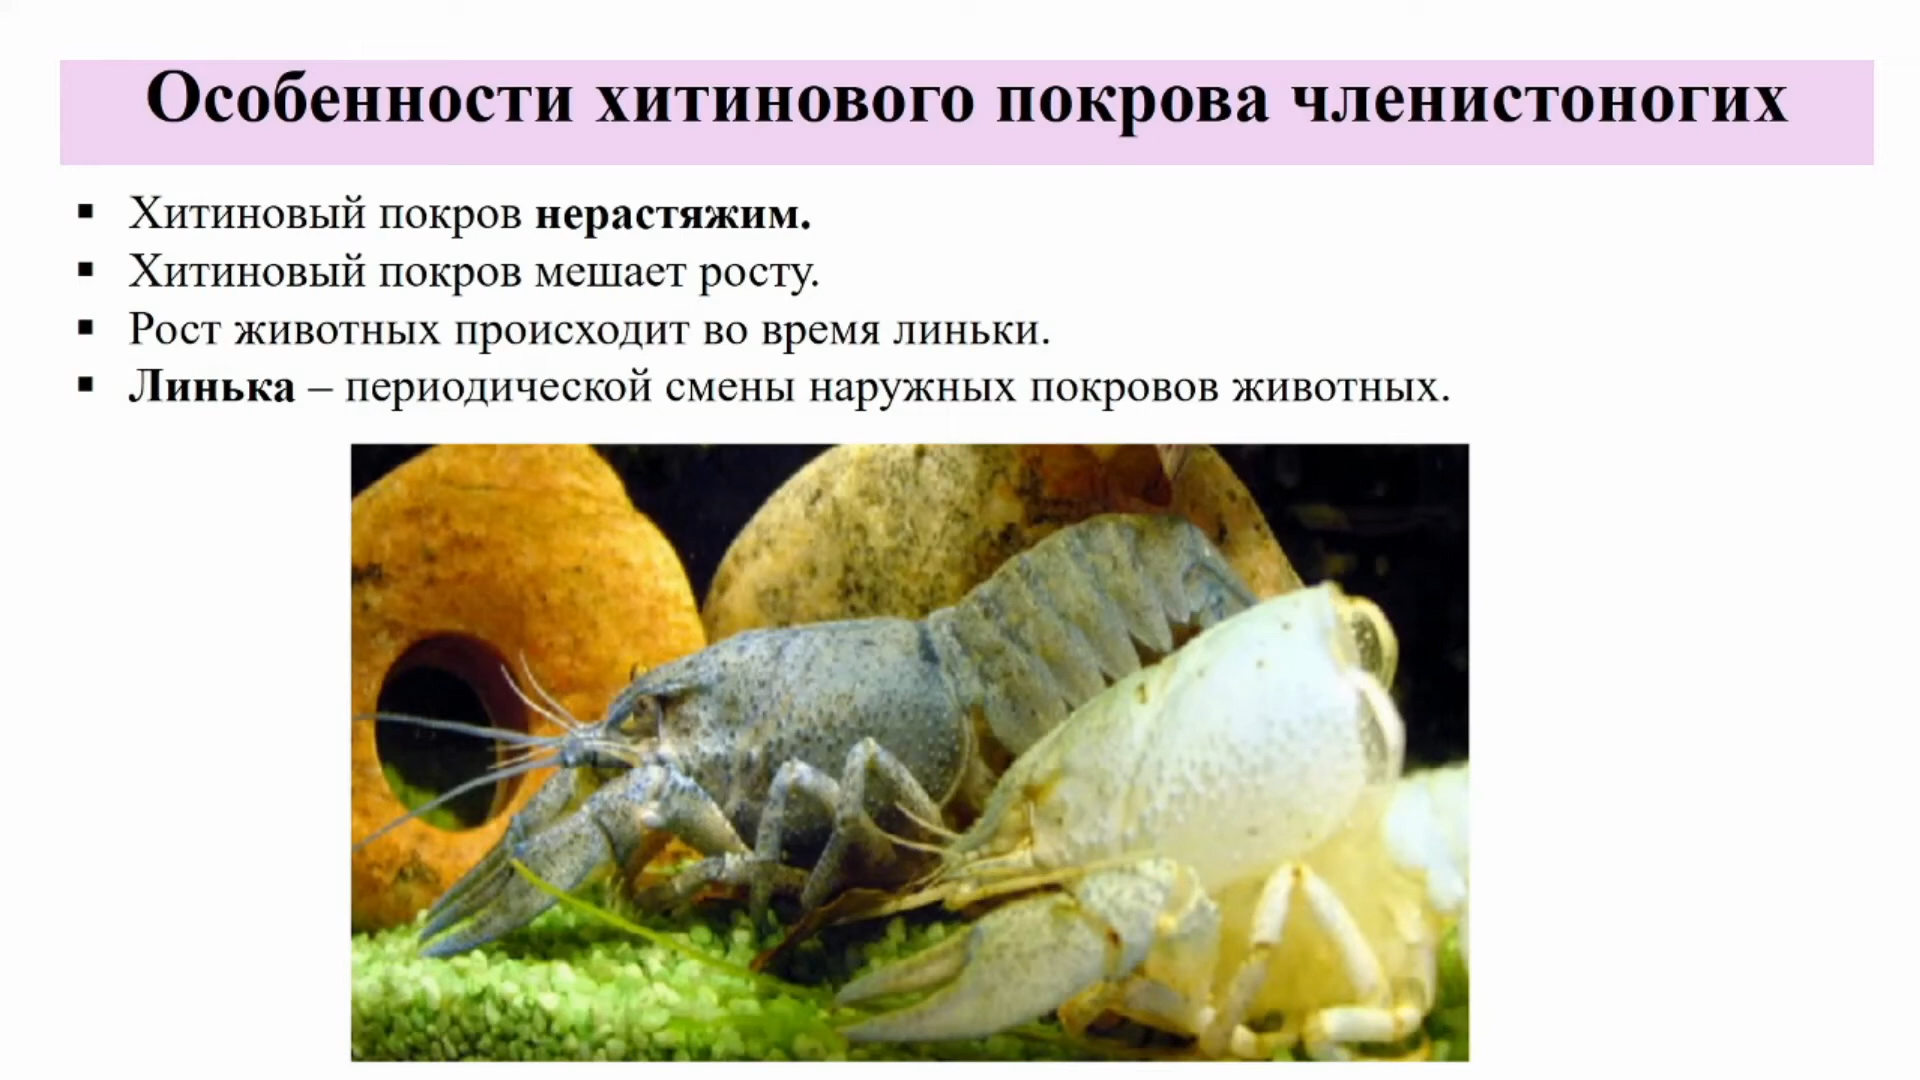 Особенности хитинового покрова членистоногих
▪ Хитиновый покров нерастяжим.
▪ Хитиновый покров мешает росту.
▪ Рост животных происходит во время линьки.
▪ Линька – периодической смены наружных покровов животных.